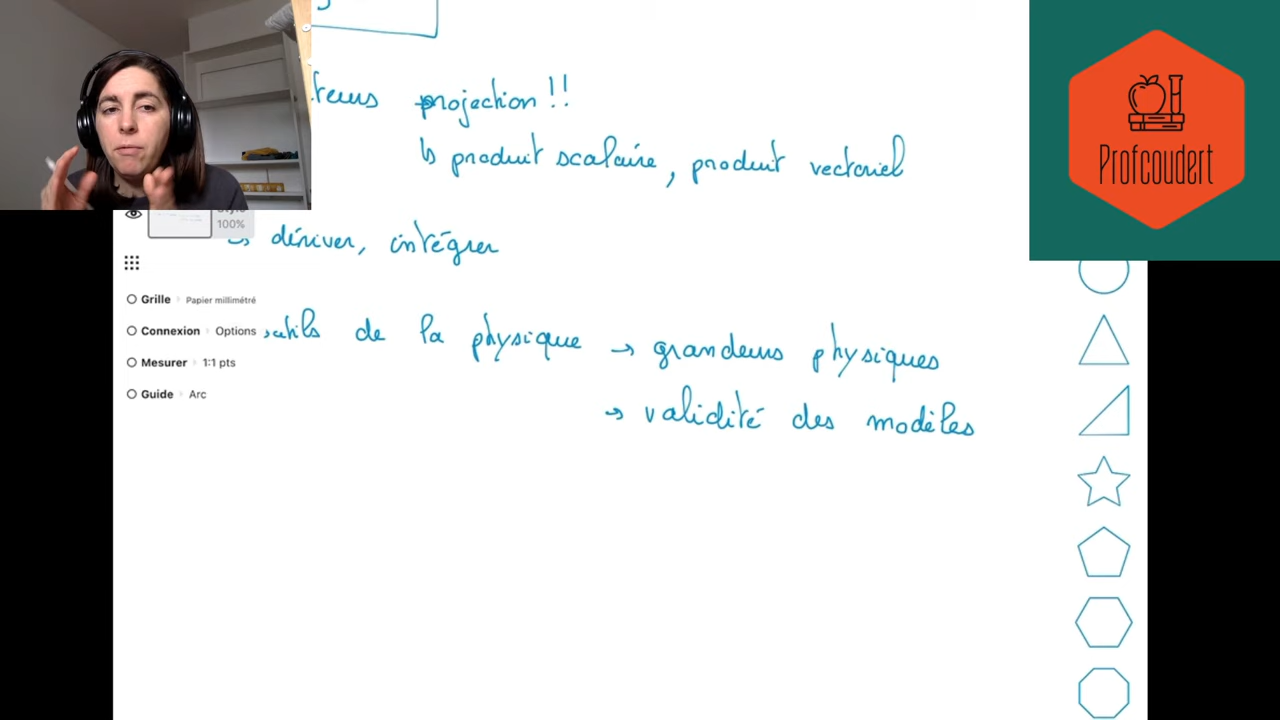 projection !!
↳ produit scalaire, produit vectoriel
Profcoudert
100%
↳ dériver, intégrer
Grille > Papier millimétré
Connexion > Options
Mesurer > 1:1 pts
Guide > Arc
de la physique → grandeurs physiques
→ validité des modèles